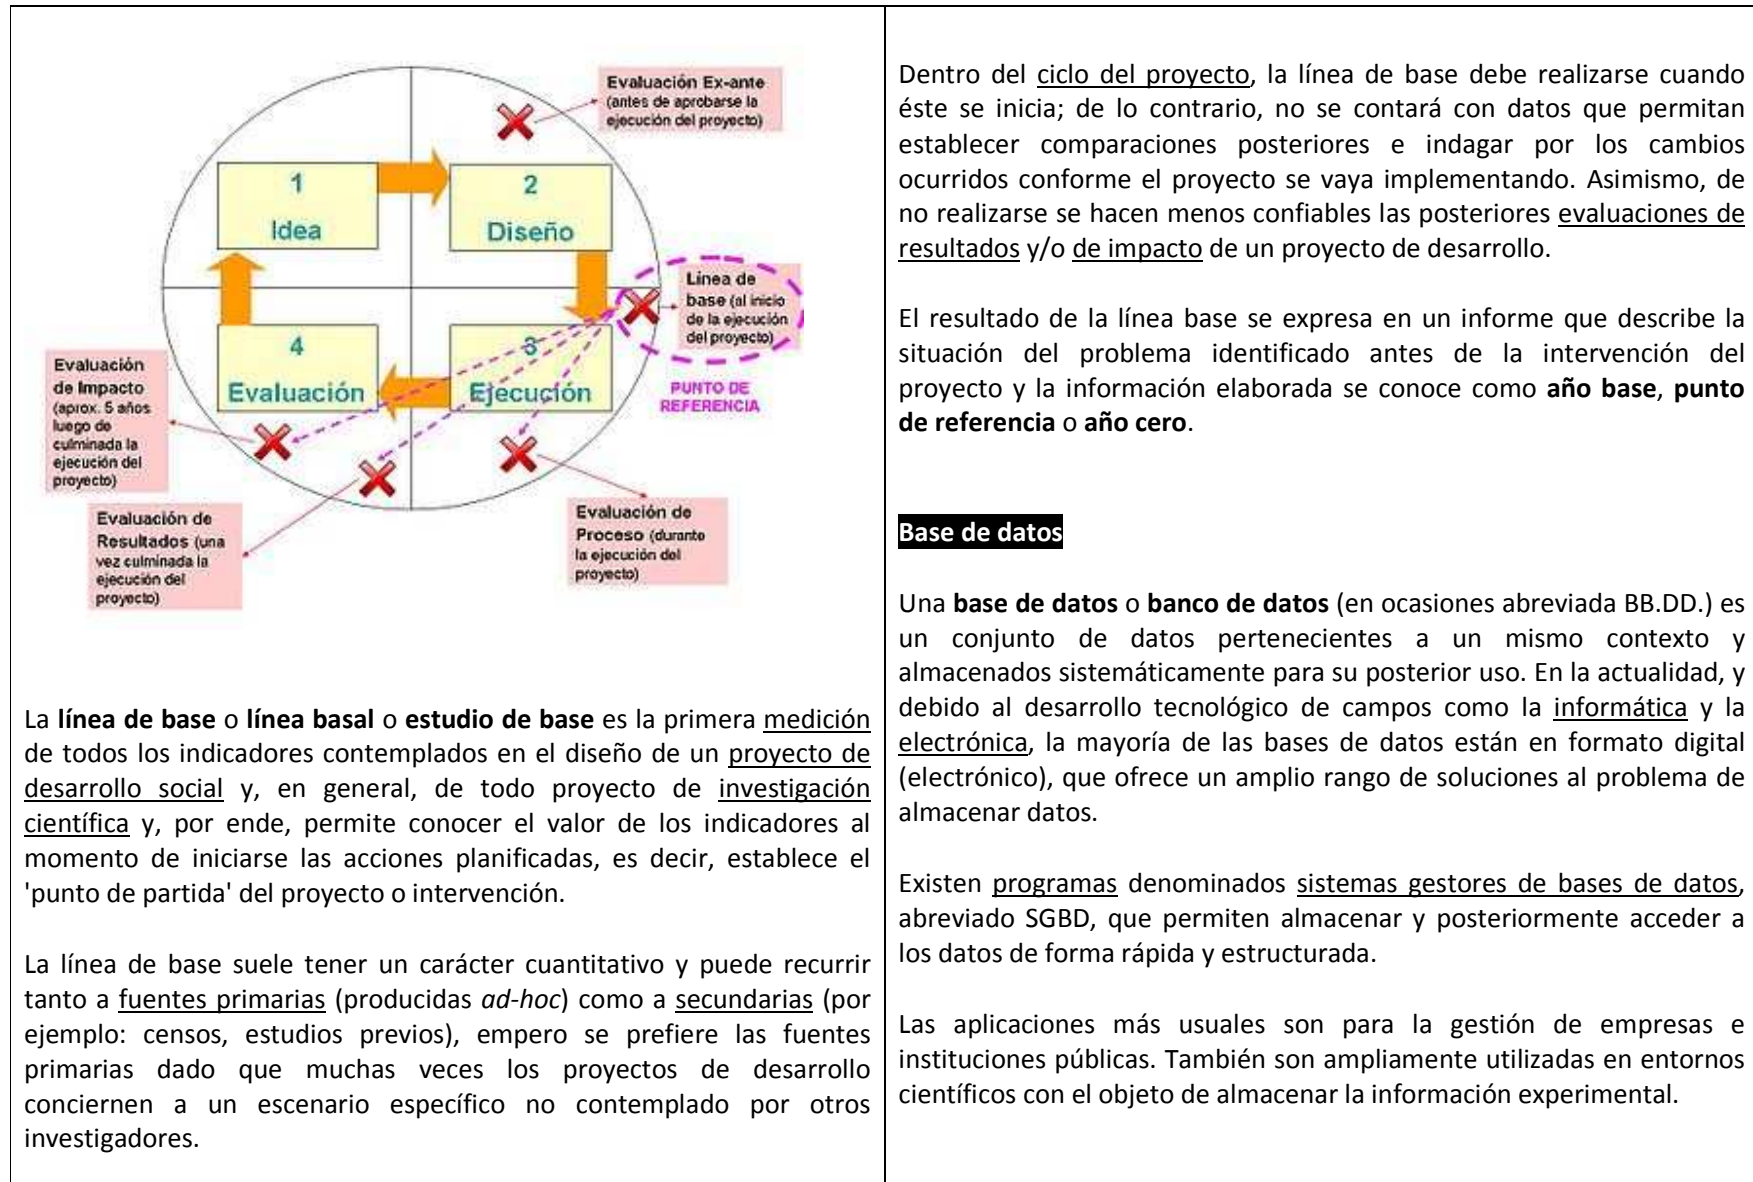 Evaluación Ex-ante
(antes de aprobarse la
ejecución del proyecto)
1
Idea
2
Diseño
Línea de
base (al inicio
de la ejecución
del proyecto)
PUNTO DE
REFERENCIA
4
Evaluación
3
Ejecución
Evaluación
de Impacto
(aprox. 5 años
luego de
culminada la
ejecución del
proyecto)
Evaluación de
Resultados (una
vez culminada la
ejecución del
proyecto)
Evaluación de
Proceso (durante
la ejecución del
proyecto)
La línea de base o línea basal o estudio de base es la primera medición
de todos los indicadores contemplados en el diseño de un proyecto de
desarrollo social y, en general, de todo proyecto de investigación
científica y, por ende, permite conocer el valor de los indicadores al
momento de iniciarse las acciones planificadas, es decir, establece el
'punto de partida' del proyecto o intervención.
La línea de base suele tener un carácter cuantitativo y puede recurrir
tanto a fuentes primarias (producidas ad-hoc) como a secundarias (por
ejemplo: censos, estudios previos), empero se prefiere las fuentes
primarias dado que muchas veces los proyectos de desarrollo
conciernen a un escenario específico no contemplado por otros
investigadores.
Dentro del ciclo del proyecto, la línea de base debe realizarse cuando
éste se inicia; de lo contrario, no se contará con datos que permitan
establecer comparaciones posteriores e indagar por los cambios
ocurridos conforme el proyecto se vaya implementando. Asimismo, de
no realizarse se hacen menos confiables las posteriores evaluaciones de
resultados y/o de impacto de un proyecto de desarrollo.
El resultado de la línea base se expresa en un informe que describe la
situación del problema identificado antes de la intervención del
proyecto y la información elaborada se conoce como año base, punto
de referencia o año cero.
Base de datos
Una base de datos o banco de datos (en ocasiones abreviada BB.DD.) es
un conjunto de datos pertenecientes a un mismo contexto y
almacenados sistemáticamente para su posterior uso. En la actualidad, y
debido al desarrollo tecnológico de campos como la informática y la
electrónica, la mayoría de las bases de datos están en formato digital
(electrónico), que ofrece un amplio rango de soluciones al problema de
almacenar datos.
Existen programas denominados sistemas gestores de bases de datos,
abreviado SGBD, que permiten almacenar y posteriormente acceder a
los datos de forma rápida y estructurada.
Las aplicaciones más usuales son para la gestión de empresas e
instituciones públicas. También son ampliamente utilizadas en entornos
científicos con el objeto de almacenar la información experimental.